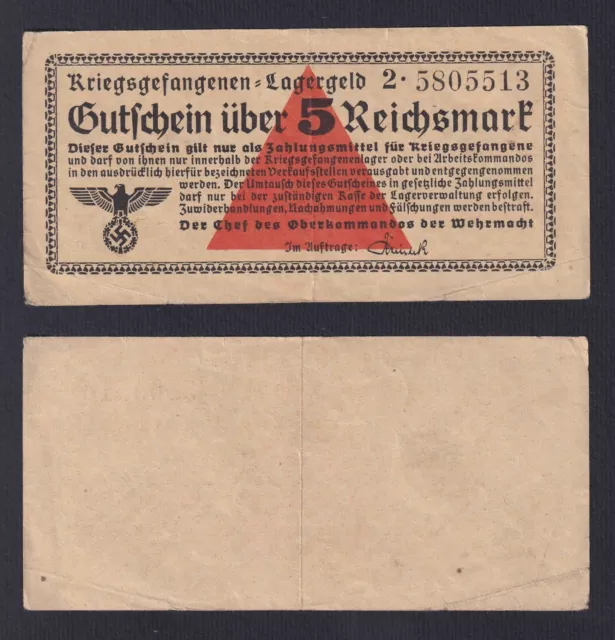 Kriegsgefangenen=Lagergeld 2·5805513
Gutschein über 5 Reichsmark
Dieser Gutschein gilt nur als Zahlungsmittel für Kriegsgefangene
und darf von ihnen nur innerhalb der Kriegsgefangenenlager oder bei Arbeitskommandos
in den ausdrücklich hierfür bezeichneten Verkaufsstellen verausgabt und entgegengenommen
werden. Der Umtausch dieses Gutscheines in gesetzliche Zahlungsmittel
darf nur bei der zuständigen Kasse der Lagerverwaltung erfolgen.
Zuwiderhandlungen, Nachahmungen und Fälschungen werden bestraft.
Der Chef des Oberkommandos der Wehrmacht
Im Auftrage: